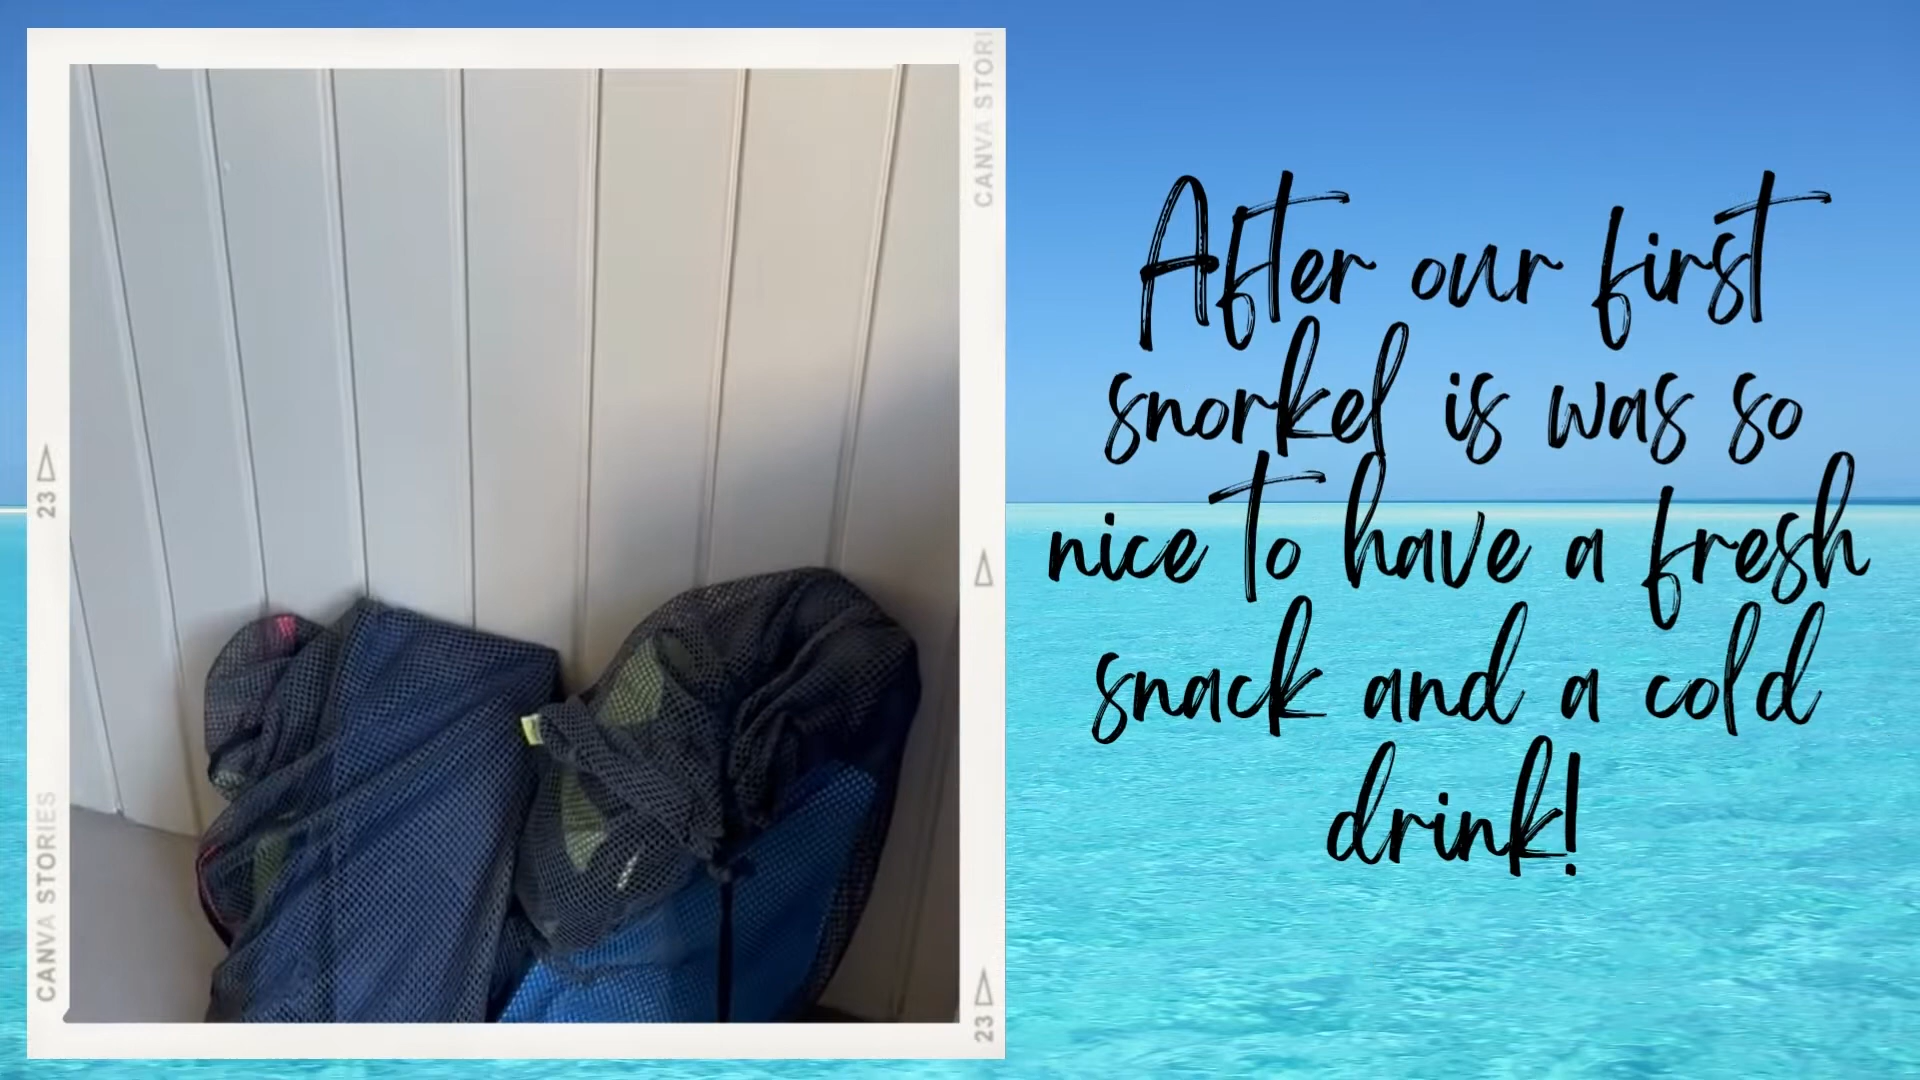 CANVA STORI
23
CANVA STORIES
23
After our first
snorkel is was so
nice to have a fresh
snack and a cold
drink!